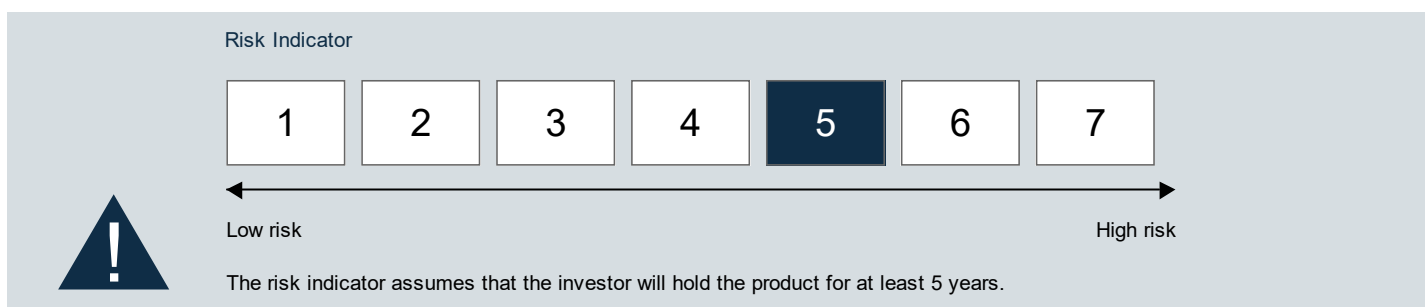 Risk Indicator
1 2 3 4 5 6 7
Low risk High risk
!
The risk indicator assumes that the investor will hold the product for at least 5 years.